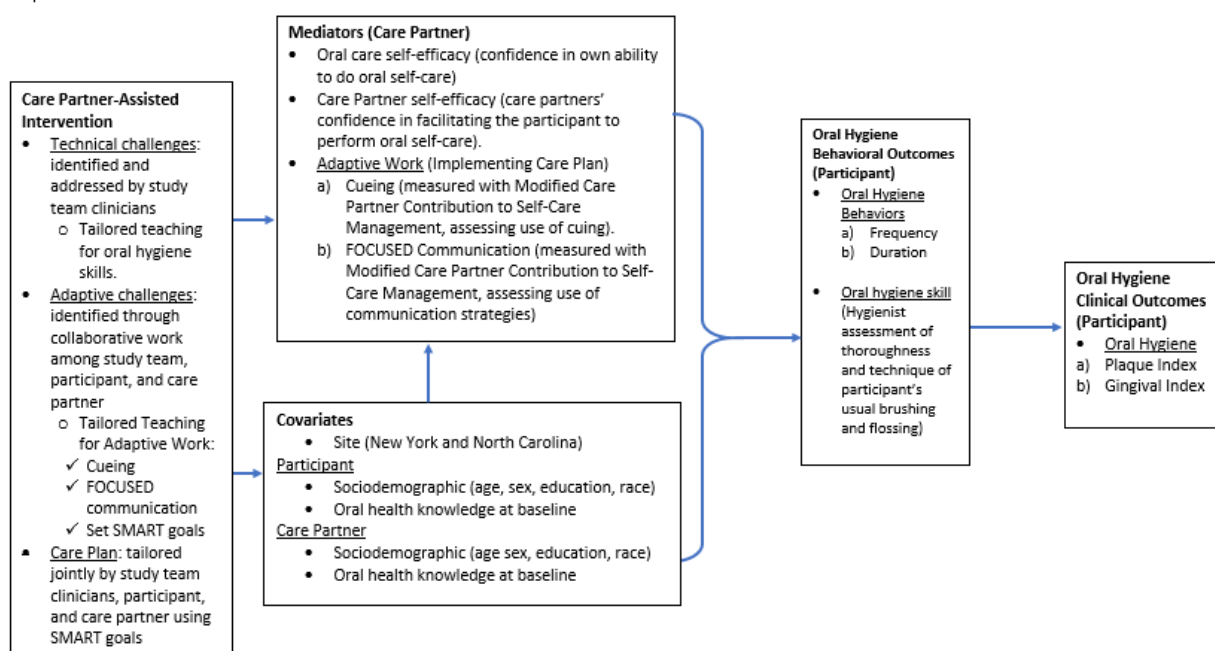 Care Partner-Assisted
Intervention
• Technical challenges:
identified and
addressed by study
team clinicians
o Tailored teaching
for oral hygiene
skills.
• Adaptive challenges:
identified through
collaborative work
among study team,
participant, and care
partner
o Tailored Teaching
for Adaptive Work:
✓ Cueing
✓ FOCUSED
communication
✓ Set SMART goals
• Care Plan: tailored
jointly by study team
clinicians, participant,
and care partner using
SMART goals
Mediators (Care Partner)
• Oral care self-efficacy (confidence in own ability
to do oral self-care)
• Care Partner self-efficacy (care partners’
confidence in facilitating the participant to
perform oral self-care).
• Adaptive Work (Implementing Care Plan)
a) Cueing (measured with Modified Care
Partner Contribution to Self-Care
Management, assessing use of cuing).
b) FOCUSED Communication (measured with
Modified Care Partner Contribution to Self-
Care Management, assessing use of
communication strategies)
Covariates
• Site (New York and North Carolina)
Participant
• Sociodemographic (age, sex, education, race)
• Oral health knowledge at baseline
Care Partner
• Sociodemographic (age sex, education, race)
• Oral health knowledge at baseline
Oral Hygiene
Behavioral Outcomes
(Participant)
• Oral Hygiene
Behaviors
a) Frequency
b) Duration
• Oral hygiene skill
(Hygienist
assessment of
thoroughness
and technique of
participant’s
usual brushing
and flossing)
Oral Hygiene
Clinical Outcomes
(Participant)
• Oral Hygiene
a) Plaque Index
b) Gingival Index